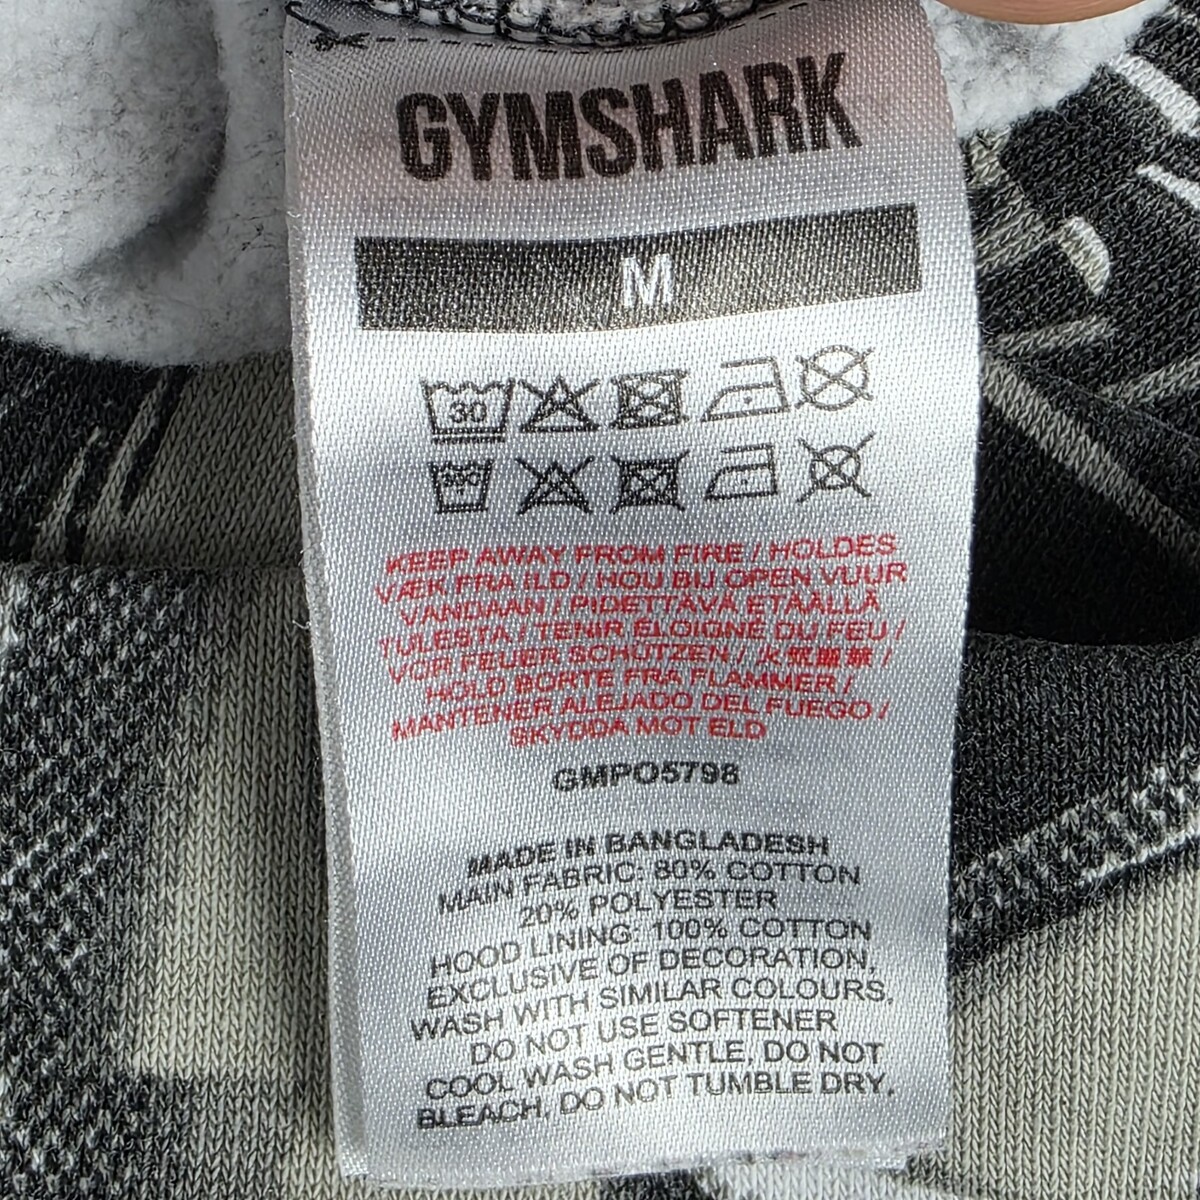 GYMSHARK
M
30
30C
KEEP AWAY FROM FIRE / HOLDES
VÆK FRA ILD / HOU BIJ OPEN VUUR
VANDAAN / PIDETTÄVÄ ETÄÄLLÄ
TULESTA / TENIR ÉLOIGNÉ DU FEU /
VOR FEUER SCHÜTZEN / 火気厳禁 /
HOLD BORTE FRA FLAMMER /
MANTENER ALEJADO DEL FUEGO /
SKYDDA MOT ELD
GMPO5798
MADE IN BANGLADESH
MAIN FABRIC: 80% COTTON
20% POLYESTER
HOOD LINING: 100% COTTON
EXCLUSIVE OF DECORATION,
WASH WITH SIMILAR COLOURS,
DO NOT USE SOFTENER
COOL WASH GENTLE, DO NOT
BLEACH, DO NOT TUMBLE DRY,